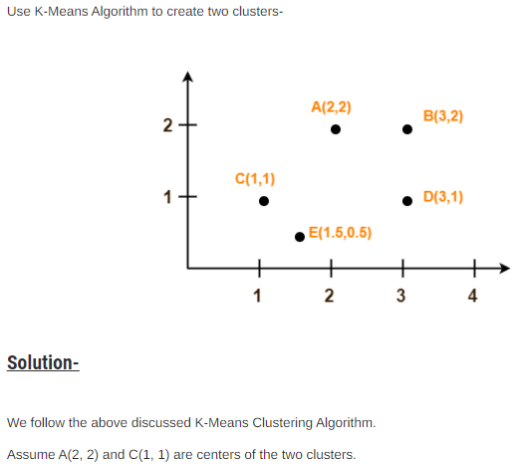 Use K-Means Algorithm to create two clusters-
A(2,2)
B(3,2)
2
C(1,1)
1
D(3,1)
E(1.5,0.5)
1 2 3 4
Solution-
We follow the above discussed K-Means Clustering Algorithm.
Assume A(2, 2) and C(1, 1) are centers of the two clusters.